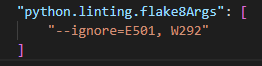 "python.linting.flake8Args": [
"--ignore=E501, W292"
]